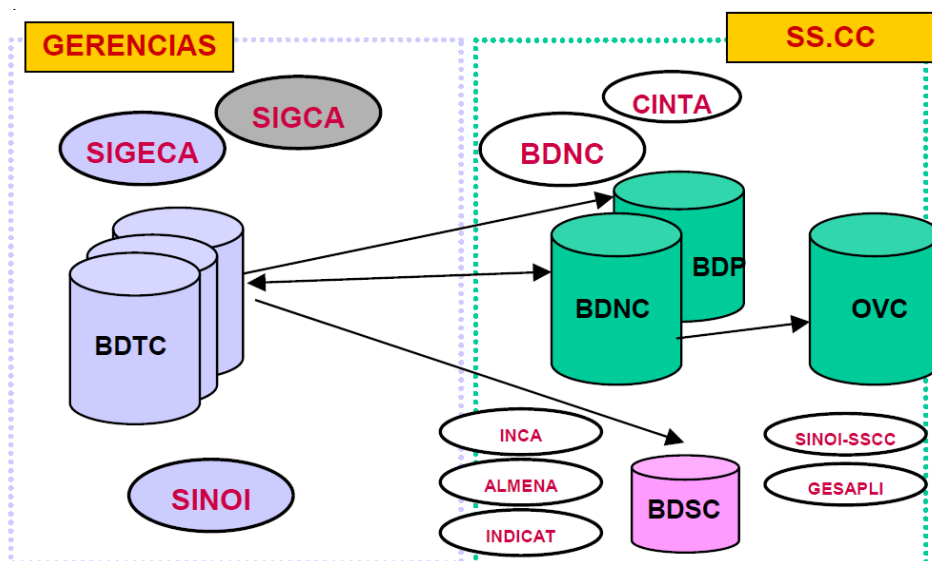 GERENCIAS
SS.CC
SIGCA
CINTA
SIGECA
BDNC
BDP
BDNC
OVC
BDTC
INCA
SINOI-SSCC
ALMENA
GESAPLI
SINOI
BDSC
INDICAT